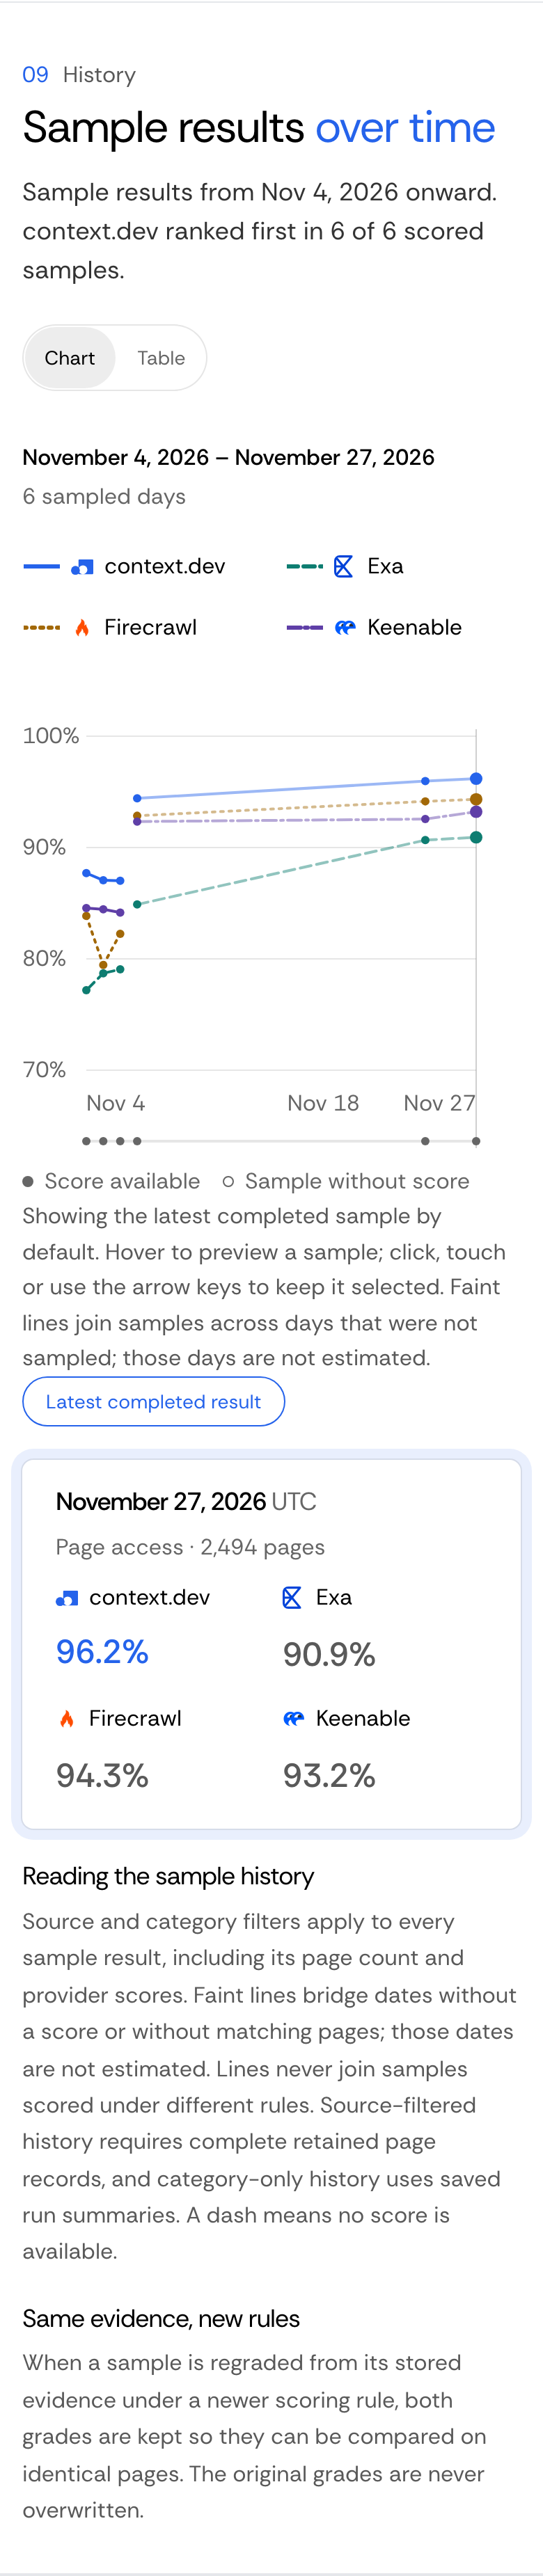 09 History
Sample results over time
Sample results from Nov 4, 2026 onward.
context.dev ranked first in 6 of 6 scored
samples.
Chart Table
November 4, 2026 – November 27, 2026
6 sampled days
context.dev Exa
Firecrawl Keenable
100%
90%
80%
70%
Nov 4 Nov 18 Nov 27
Score available Sample without score
Showing the latest completed sample by
default. Hover to preview a sample; click, touch
or use the arrow keys to keep it selected. Faint
lines join samples across days that were not
sampled; those days are not estimated.
Latest completed result
November 27, 2026 UTC
Page access · 2,494 pages
context.dev Exa
96.2% 90.9%
Firecrawl Keenable
94.3% 93.2%
Reading the sample history
Source and category filters apply to every
sample result, including its page count and
provider scores. Faint lines bridge dates without
a score or without matching pages; those dates
are not estimated. Lines never join samples
scored under different rules. Source-filtered
history requires complete retained page
records, and category-only history uses saved
run summaries. A dash means no score is
available.
Same evidence, new rules
When a sample is regraded from its stored
evidence under a newer scoring rule, both
grades are kept so they can be compared on
identical pages. The original grades are never
overwritten.